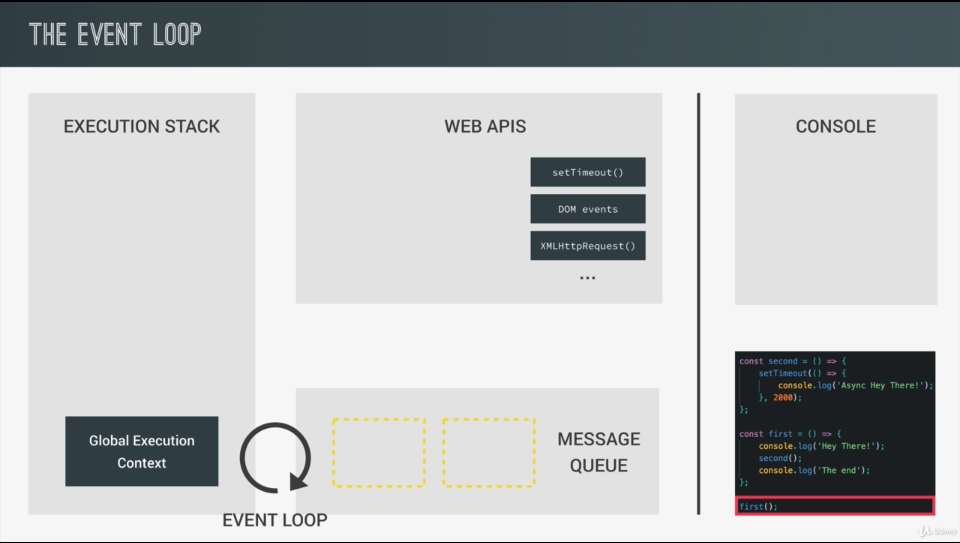 THE EVENT LOOP
EXECUTION STACK
Global Execution
Context
EVENT LOOP
WEB APIS
setTimeout()
DOM events
XMLHttpRequest()
...
MESSAGE
QUEUE
CONSOLE
const second = () => {
setTimeout(() => {
console.log('Async Hey There!');
}, 2000);
};
const first = () => {
console.log('Hey There!');
second();
console.log('The end');
};
first();
Udemy